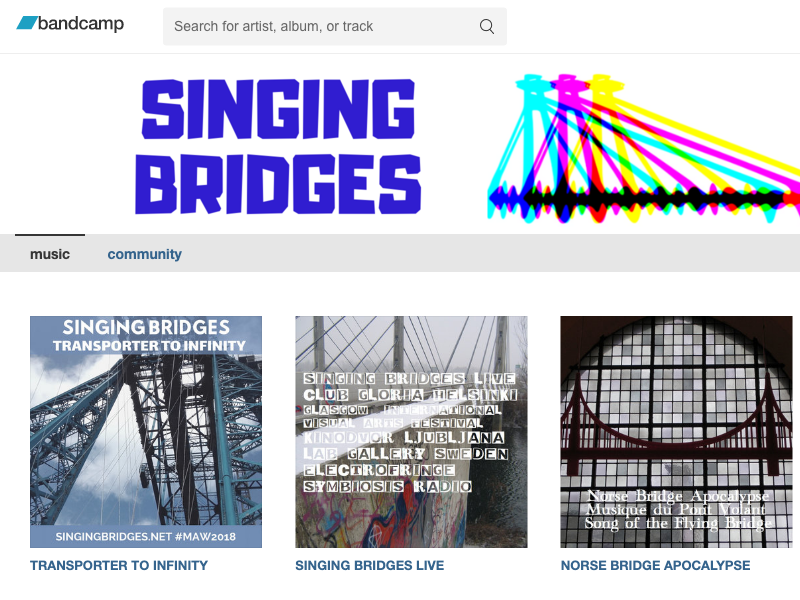 bandcamp
Search for artist, album, or track
SINGING
BRIDGES
music
community
SINGING BRIDGES
TRANSPORTER TO INFINITY
SINGINGBRIDGES.NET #MAW2018
TRANSPORTER TO INFINITY
SINGING BRIDGES LIVE
CLUB GLORIA HELSINKI
GLASGOW INTERNATIONAL
VISUAL ARTS FESTIVAL
KINODVOR LJUBLJANA
LAB GALLERY SWEDEN
ELECTROFRINGE
SYMBIOSIS RADIO
SINGING BRIDGES LIVE
Norse Bridge Apocalypse
Musique du Pont Volant
Song of the Flying Bridge
NORSE BRIDGE APOCALYPSE